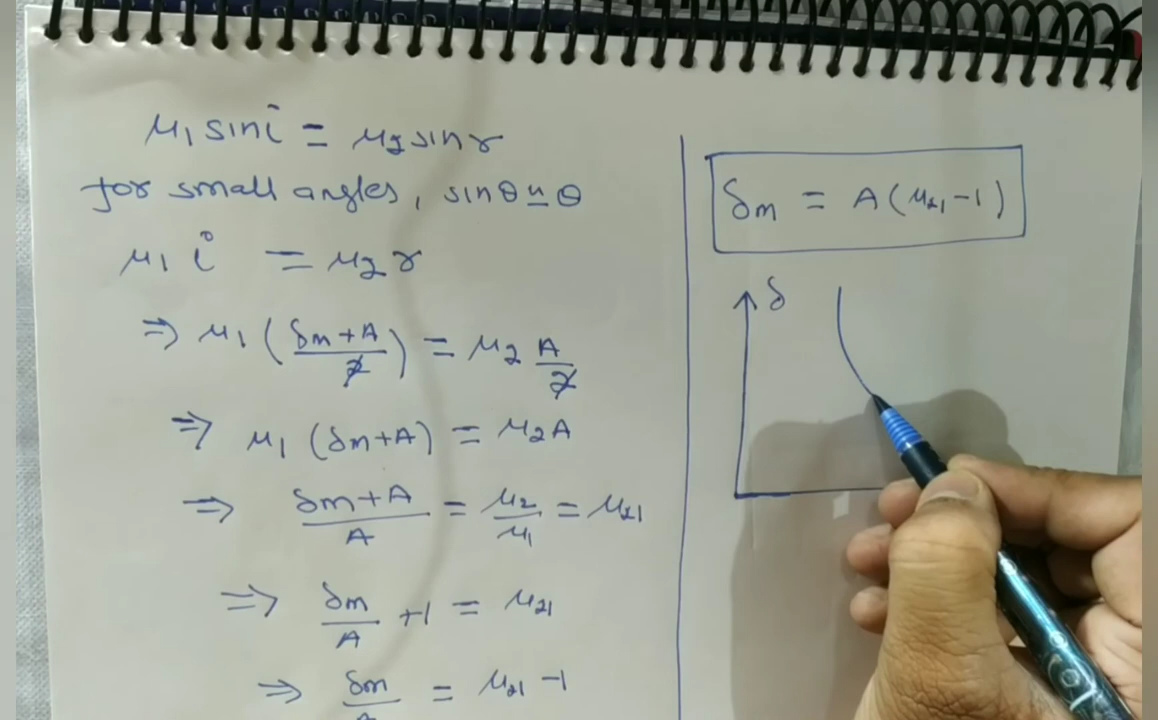 μ₁ sin i = μ₂ sin r
for small angles, sinθ ≃ θ
μ₁ i = μ₂ r
⇒ μ₁ ( (δm + A) / 2 ) = μ₂ A / 2
⇒ μ₁ (δm + A) = μ₂ A
⇒ (δm + A) / A = μ₂ / μ₁ = μ₂₁
⇒ δm / A + 1 = μ₂₁
⇒ δm / A = μ₂₁ - 1
δm = A (μ₂₁ - 1)
δ